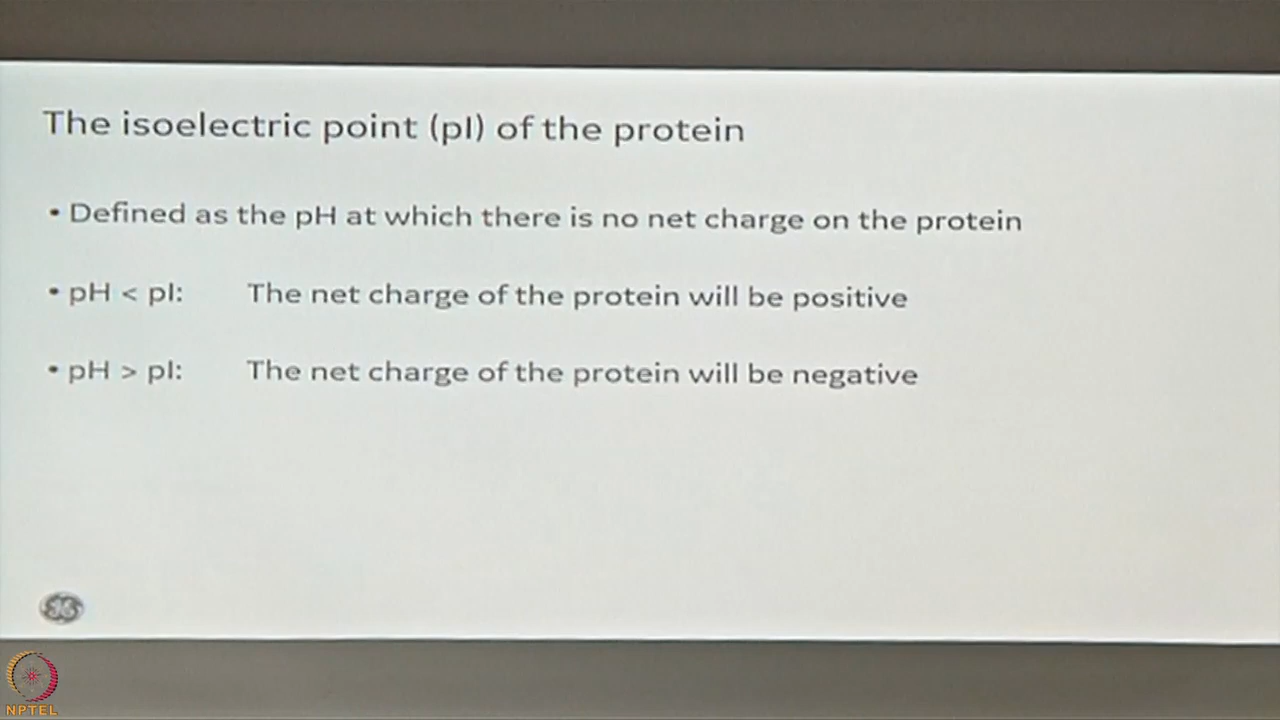 The isoelectric point (pI) of the protein
• Defined as the pH at which there is no net charge on the protein
• pH < pI: The net charge of the protein will be positive
• pH > pI: The net charge of the protein will be negative
GE
NPTEL